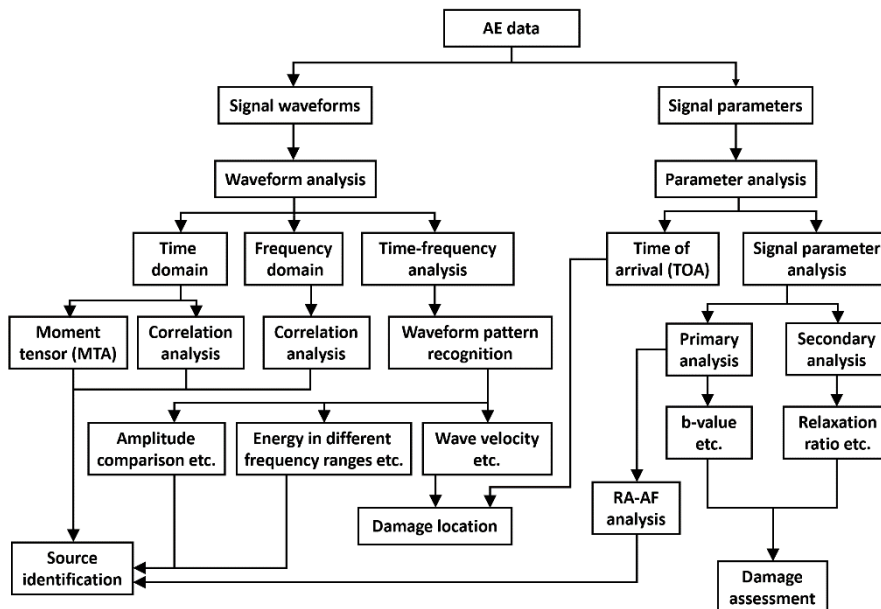 AE data
Signal waveforms
Signal parameters
Waveform analysis
Parameter analysis
Time
domain
Frequency
domain
Time-frequency
analysis
Time of
arrival (TOA)
Signal parameter
analysis
Moment
tensor (MTA)
Correlation
analysis
Correlation
analysis
Waveform pattern
recognition
Primary
analysis
Secondary
analysis
Amplitude
comparison etc.
Energy in different
frequency ranges etc.
Wave velocity
etc.
b-value
etc.
Relaxation
ratio etc.
Damage location
RA-AF
analysis
Source
identification
Damage
assessment